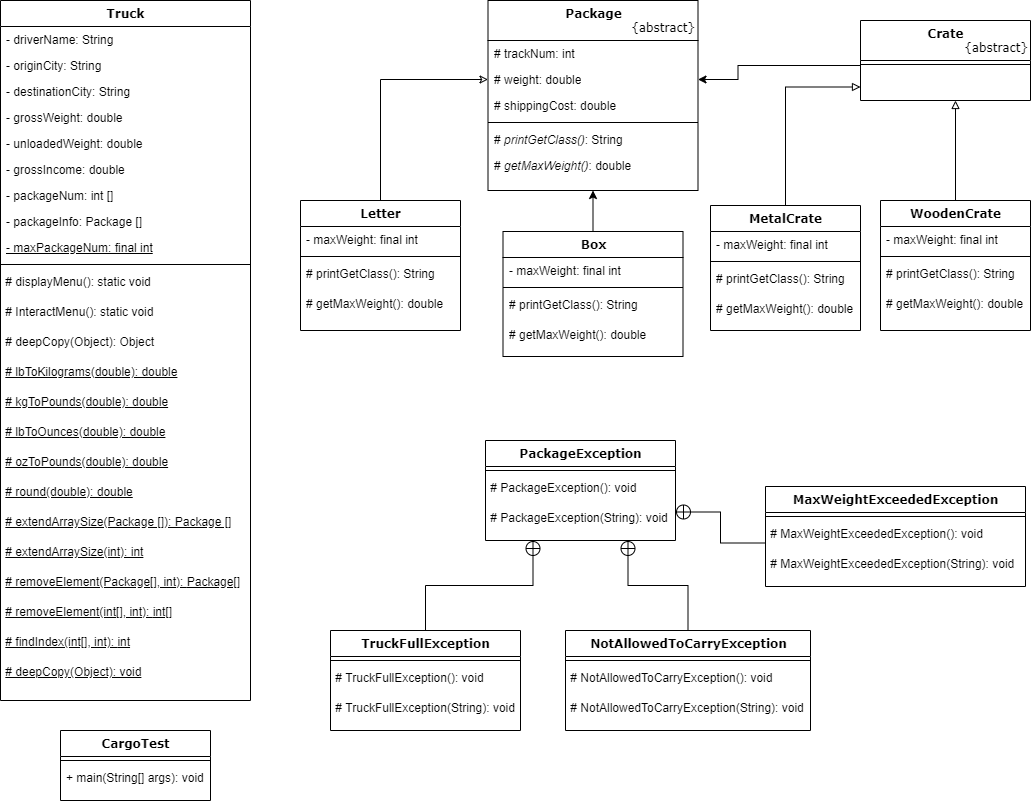 Truck
- driverName: String
- originCity: String
- destinationCity: String
- grossWeight: double
- unloadedWeight: double
- grossIncome: double
- packageNum: int []
- packageInfo: Package []
- maxPackageNum: final int
# displayMenu(): static void
# InteractMenu(): static void
# deepCopy(Object): Object
# lbToKilograms(double): double
# kgToPounds(double): double
# lbToOunces(double): double
# ozToPounds(double): double
# round(double): double
# extendArraySize(Package []): Package []
# extendArraySize(int): int
# removeElement(Package[], int): Package[]
# removeElement(int[], int): int[]
# findIndex(int[], int): int
# deepCopy(Object): void
CargoTest
+ main(String[] args): void
Package
{abstract}
# trackNum: int
# weight: double
# shippingCost: double
# printGetClass(): String
# getMaxWeight(): double
Crate
{abstract}
Letter
- maxWeight: final int
# printGetClass(): String
# getMaxWeight(): double
Box
- maxWeight: final int
# printGetClass(): String
# getMaxWeight(): double
MetalCrate
- maxWeight: final int
# printGetClass(): String
# getMaxWeight(): double
WoodenCrate
- maxWeight: final int
# printGetClass(): String
# getMaxWeight(): double
PackageException
# PackageException(): void
# PackageException(String): void
MaxWeightExceededException
# MaxWeightExceededException(): void
# MaxWeightExceededException(String): void
TruckFullException
# TruckFullException(): void
# TruckFullException(String): void
NotAllowedToCarryException
# NotAllowedToCarryException(): void
# NotAllowedToCarryException(String): void